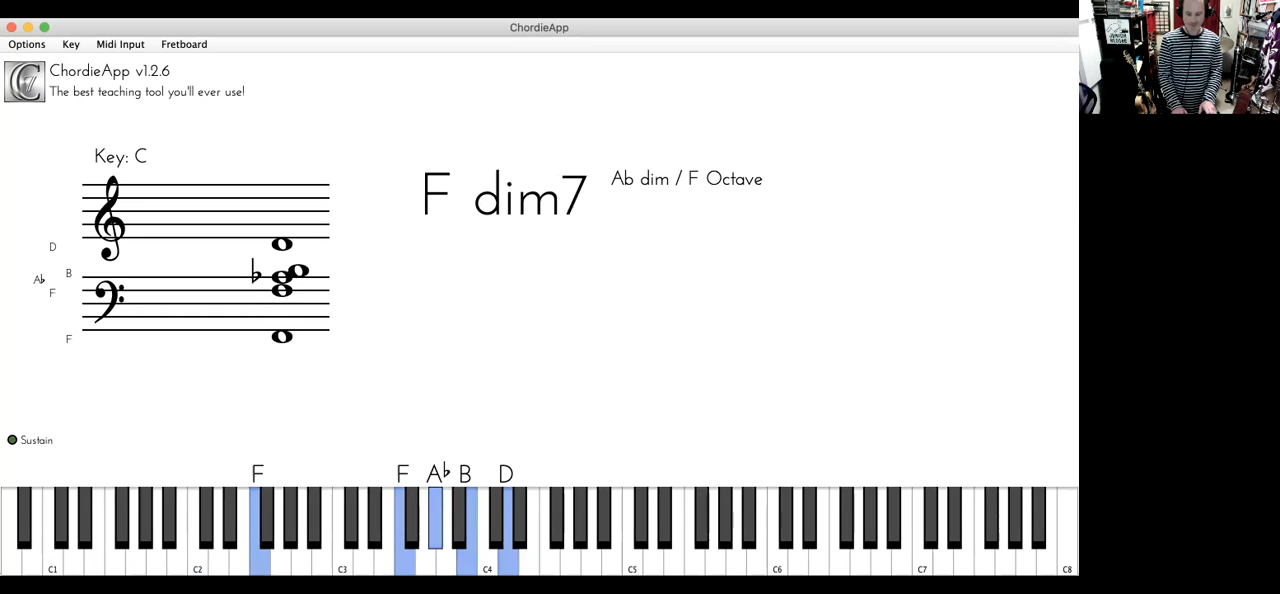 ChordieApp
Options Key Midi Input Fretboard
ChordieApp v1.2.6
The best teaching tool you'll ever use!
Key: C
F dim7
Ab dim / F Octave
D
B
A♭
F
F
Sustain
F F A♭ B D
C1 C2 C3 C4 C5 C6 C7 C8